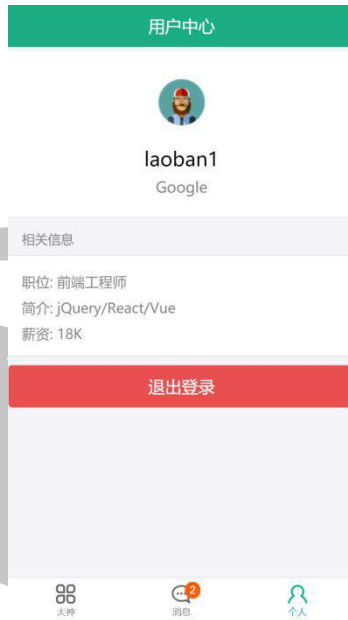 用户中心
laoban1
Google
相关信息
职位: 前端工程师
简介: jQuery/React/Vue
薪资: 18K
退出登录
2
大神
消息
个人